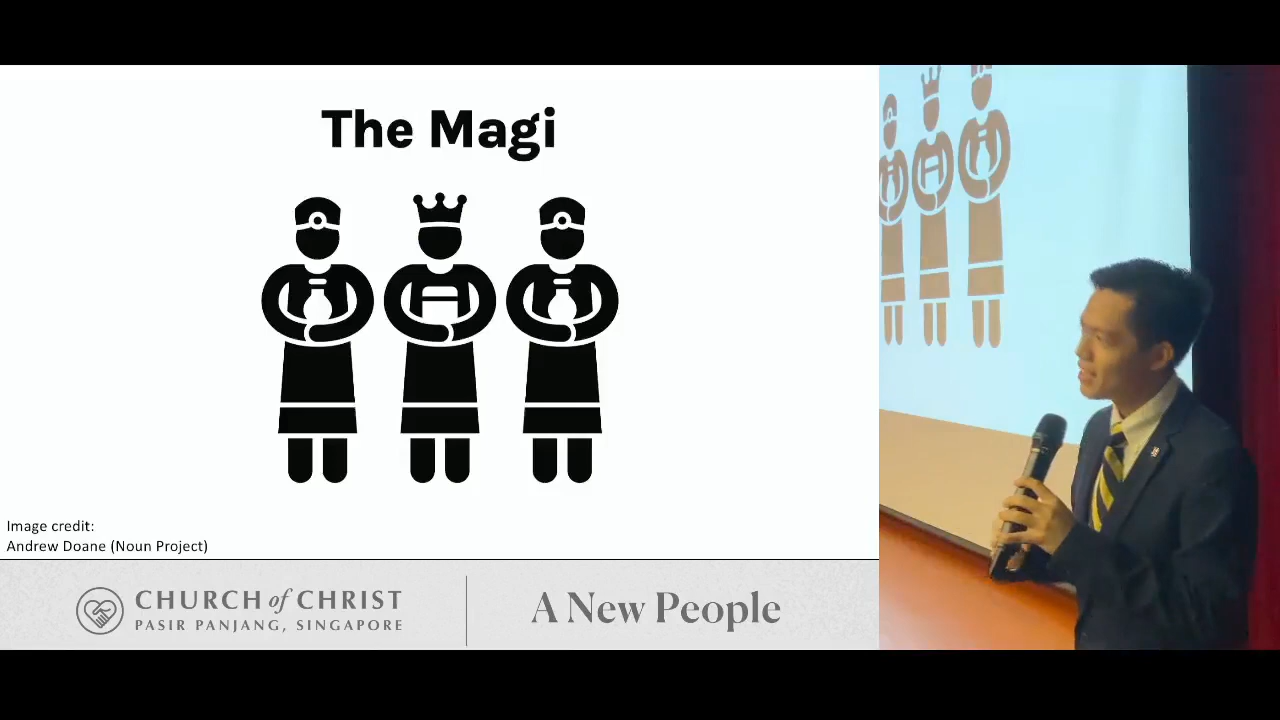 The Magi
Image credit:
Andrew Doane (Noun Project)
CHURCH of CHRIST
PASIR PANJANG, SINGAPORE
A New People